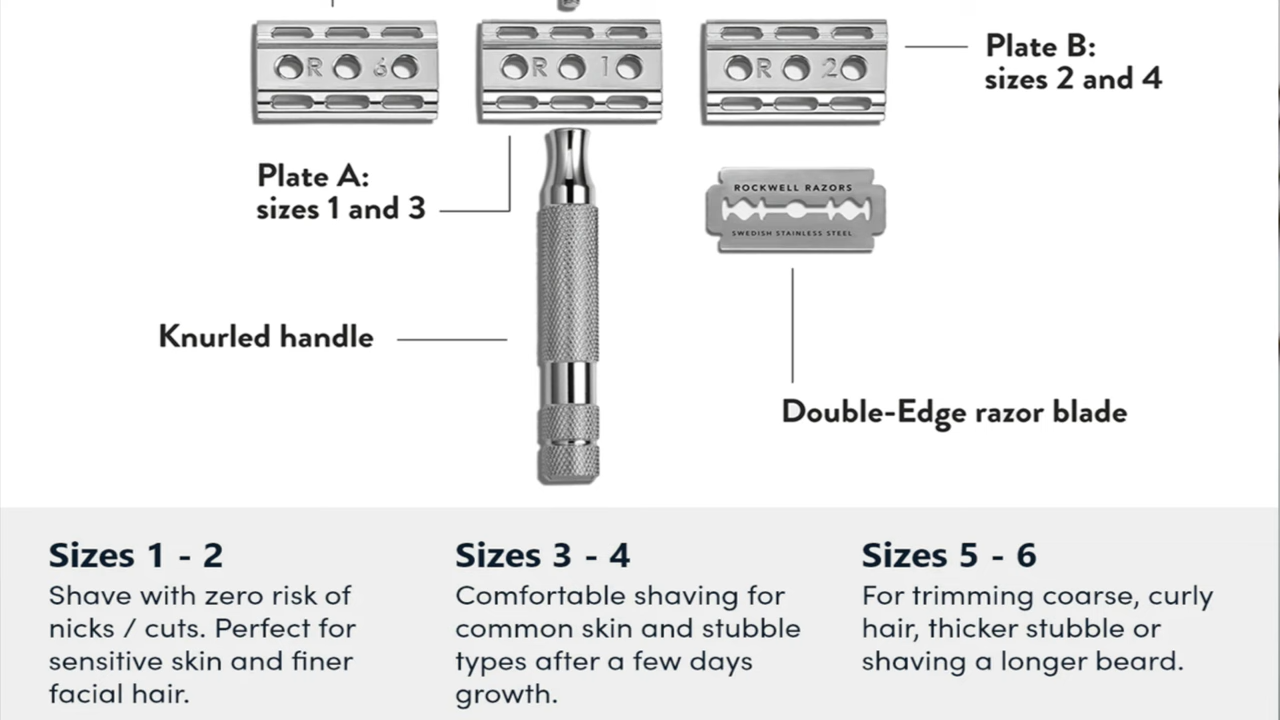 R 6
R 1
R 2
Plate B:
sizes 2 and 4
Plate A:
sizes 1 and 3
ROCKWELL RAZORS
SWEDISH STAINLESS STEEL
Knurled handle
Double-Edge razor blade
Sizes 1 - 2
Shave with zero risk of
nicks / cuts. Perfect for
sensitive skin and finer
facial hair.
Sizes 3 - 4
Comfortable shaving for
common skin and stubble
types after a few days
growth.
Sizes 5 - 6
For trimming coarse, curly
hair, thicker stubble or
shaving a longer beard.